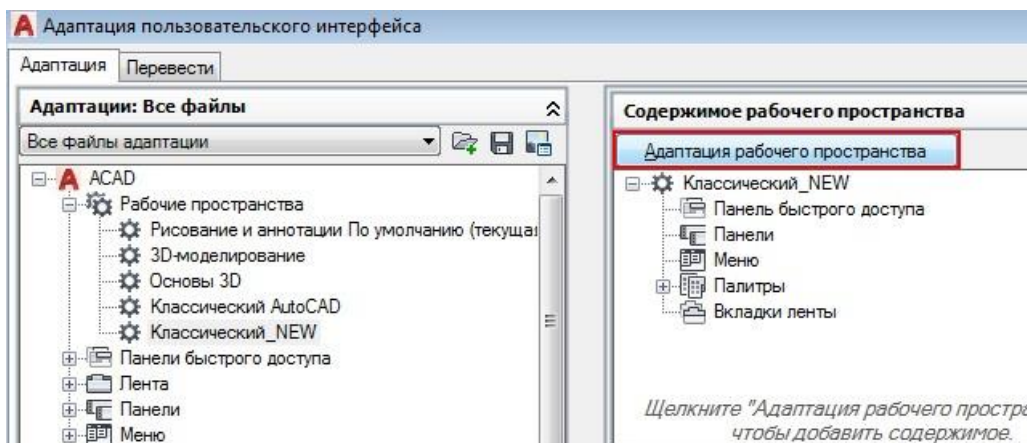 Адаптация пользовательского интерфейса
Адаптация Перевести
Адаптации: Все файлы
Все файлы адаптации
ACAD
Рабочие пространства
Рисование и аннотации По умолчанию (текущая
3D-моделирование
Основы 3D
Классический AutoCAD
Классический_NEW
Панели быстрого доступа
Лента
Панели
Меню
Содержимое рабочего пространства
Адаптация рабочего пространства
Классический_NEW
Панель быстрого доступа
Панели
Меню
Палитры
Вкладки ленты
Щелкните "Адаптация рабочего простра
чтобы добавить содержимое.